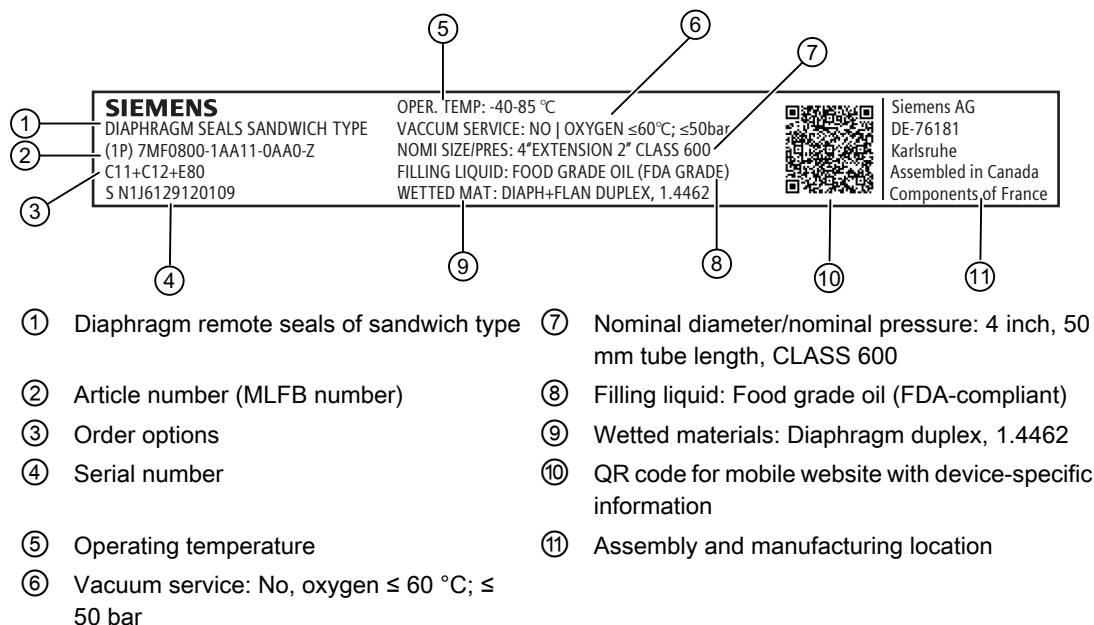 ⑤
⑥
⑦
SIEMENS
DIAPHRAGM SEALS SANDWICH TYPE
(1P) 7MF0800-1AA11-0AA0-Z
C11+C12+E80
S N1J6129120109
OPER. TEMP: -40-85 °C
VACCUM SERVICE: NO | OXYGEN ≤60°C; ≤50bar
NOMI SIZE/PRES: 4"EXTENSION 2" CLASS 600
FILLING LIQUID: FOOD GRADE OIL (FDA GRADE)
WETTED MAT: DIAPH+FLAN DUPLEX, 1.4462
Siemens AG
DE-76181
Karlsruhe
Assembled in Canada
Components of France
①
②
③
④
⑨
⑧
⑩
⑪
① Diaphragm remote seals of sandwich type
② Article number (MLFB number)
③ Order options
④ Serial number
⑤ Operating temperature
⑥ Vacuum service: No, oxygen ≤ 60 °C; ≤
50 bar
⑦ Nominal diameter/nominal pressure: 4 inch, 50
mm tube length, CLASS 600
⑧ Filling liquid: Food grade oil (FDA-compliant)
⑨ Wetted materials: Diaphragm duplex, 1.4462
⑩ QR code for mobile website with device-specific
information
⑪ Assembly and manufacturing location